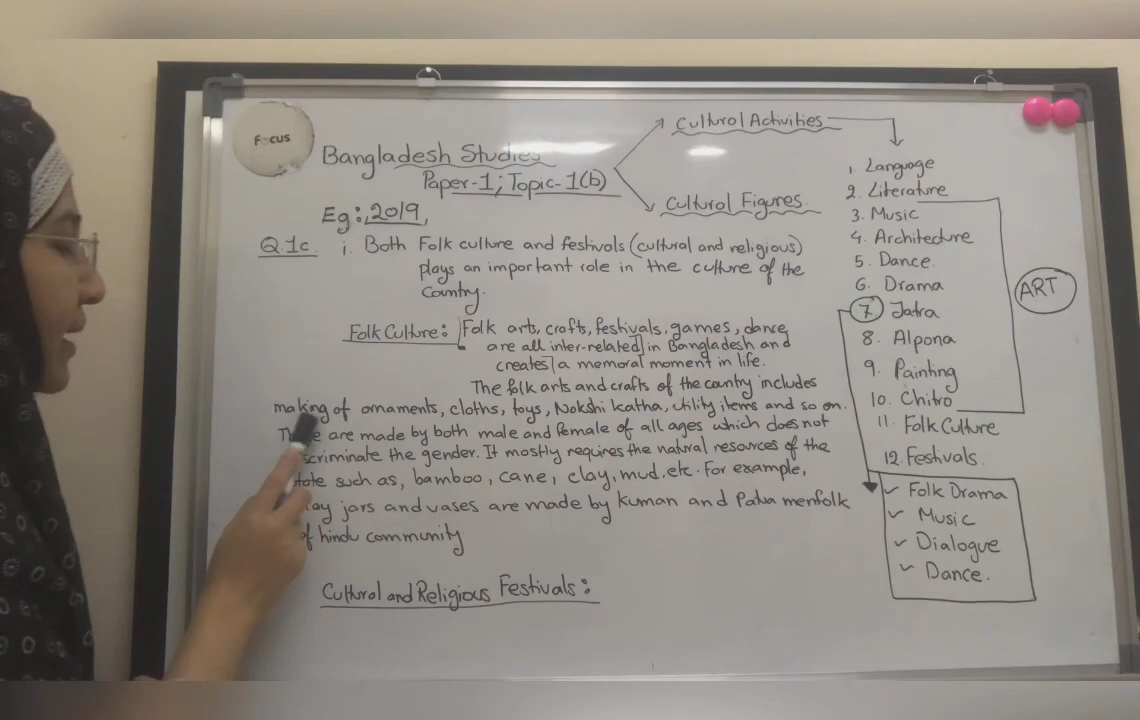 Focus
Bangladesh Studies
Paper-1; Topic-1(b)
Cultural Activities
Cultural Figures.
Eg: 2019,
Q.1c. i. Both Folk culture and festivals (cultural and religious)
plays an important role in the culture of the
Country.
Folk Culture: Folk arts, crafts, festivals, games, dance,
are all inter-related in Bangladesh and
creates a memoral moment in life.
The folk arts and crafts of the country includes
making of ornaments, cloths, toys, Nokshi Katha, utility items and so on.
are made by both male and female of all ages which does not
the gender. It mostly requires the natural resources of the
such as, bamboo, cane, clay, mud, etc. For example,
jars and vases are made by kuman and Palva menfolk
of hindu community
Cultural and Religious Festivals:
1. Language
2. Literature
3. Music
4. Architecture
5. Dance.
6. Drama
7. Jatra
8. Alpona
9. Painting
10. Chitro
11. Folk Culture
12. Festivals.
ART
✓ Folk Drama
✓ Music
✓ Dialogue
✓ Dance.